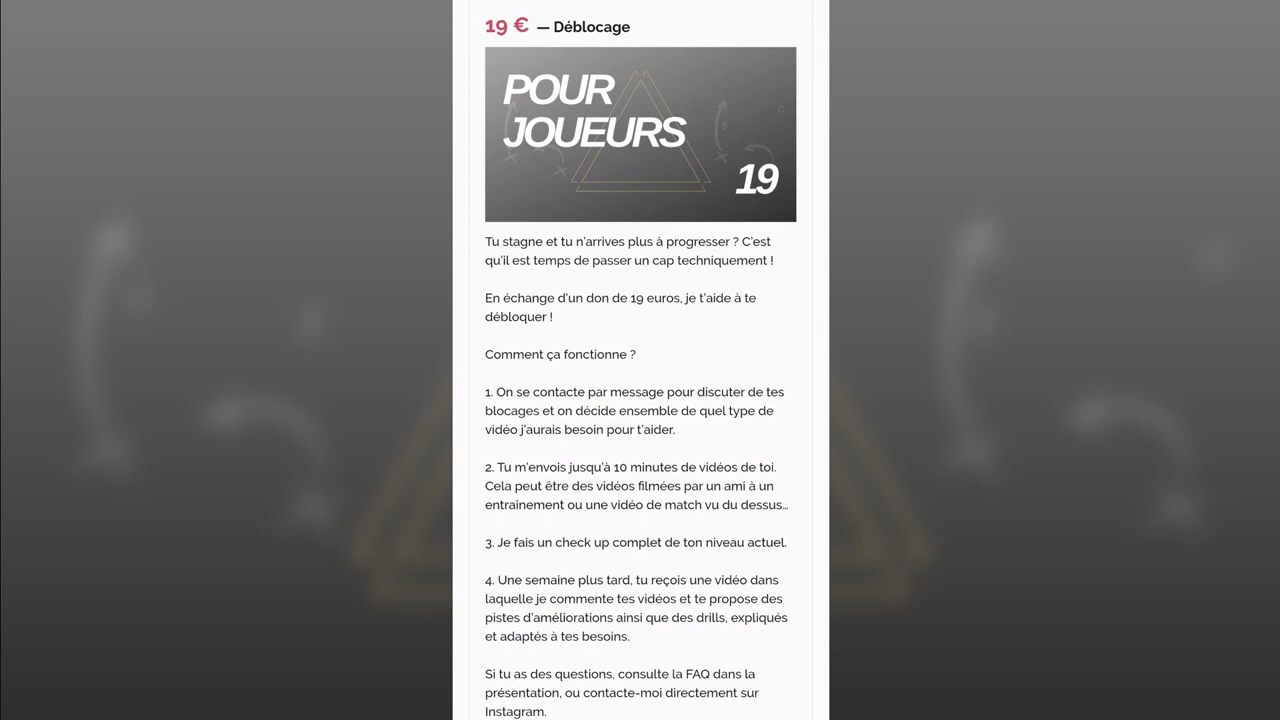 19 € — Déblocage
POUR
JOUEURS
19
Tu stagne et tu n'arrives plus à progresser ? C'est
qu'il est temps de passer un cap techniquement !
En échange d'un don de 19 euros, je t'aide à te
débloquer !
Comment ça fonctionne ?
1. On se contacte par message pour discuter de tes
blocages et on décide ensemble de quel type de
vidéo j'aurais besoin pour t'aider.
2. Tu m'envois jusqu'à 10 minutes de vidéos de toi.
Cela peut être des vidéos filmées par un ami à un
entraînement ou une vidéo de match vu du dessus...
3. Je fais un check up complet de ton niveau actuel.
4. Une semaine plus tard, tu reçois une vidéo dans
laquelle je commente tes vidéos et te propose des
pistes d'améliorations ainsi que des drills, expliqués
et adaptés à tes besoins.
Si tu as des questions, consulte la FAQ dans la
présentation, ou contacte-moi directement sur
Instagram.